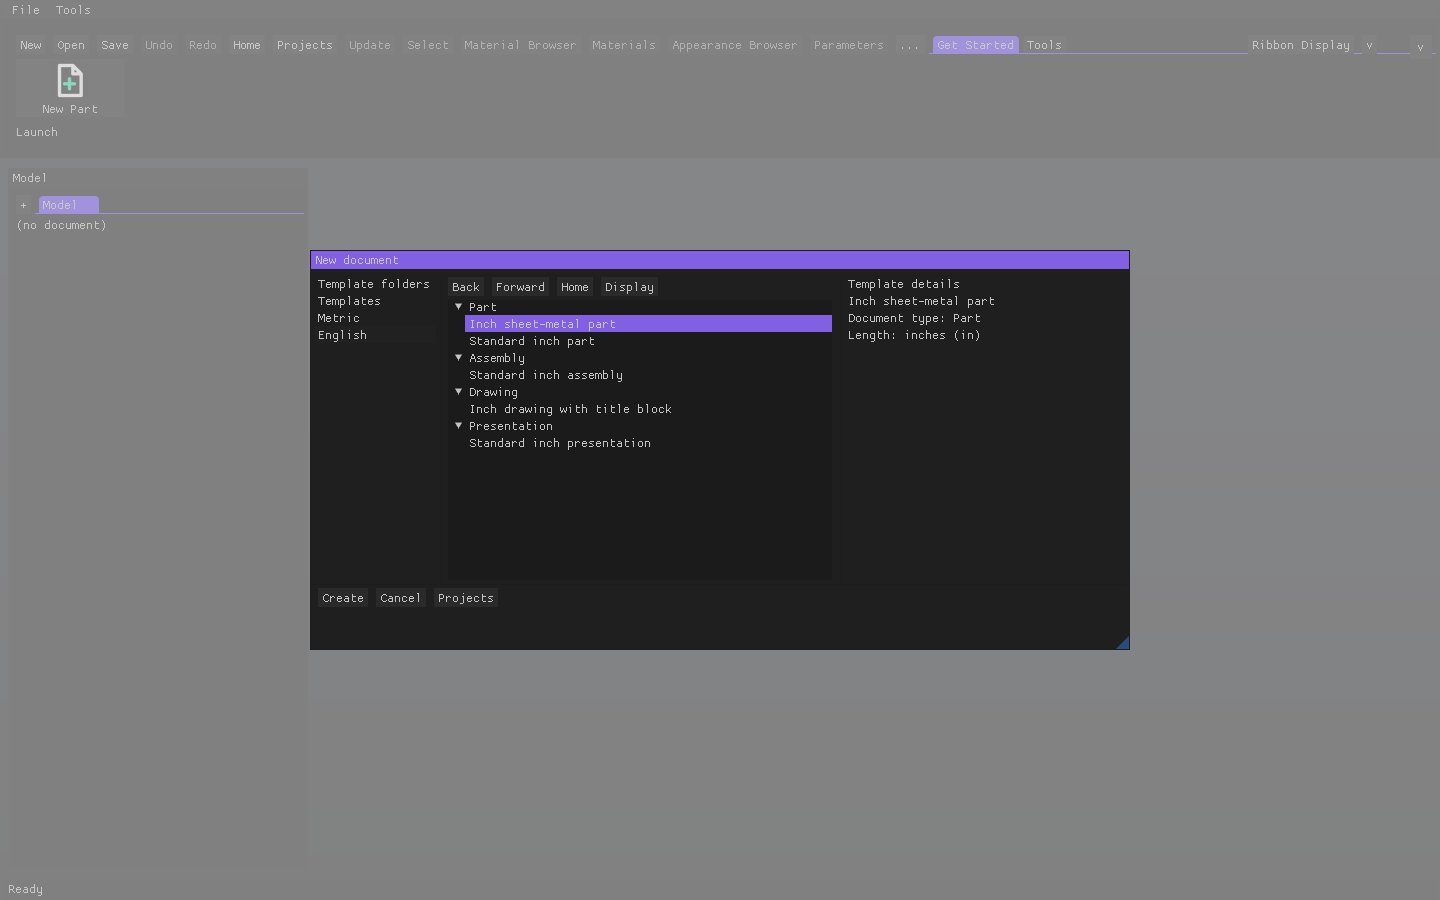 File Tools
New Open Save Undo Redo Home Projects Update Select Material Browser Materials Appearance Browser Parameters ... Get Started Tools Ribbon Display v v
New Part
Launch
Model
+ Model
(no document)
New document
Template folders
Templates
Metric
English
Back Forward Home Display
Part
Inch sheet-metal part
Standard inch part
Assembly
Standard inch assembly
Drawing
Inch drawing with title block
Presentation
Standard inch presentation
Template details
Inch sheet-metal part
Document type: Part
Length: inches (in)
Create Cancel Projects
Ready